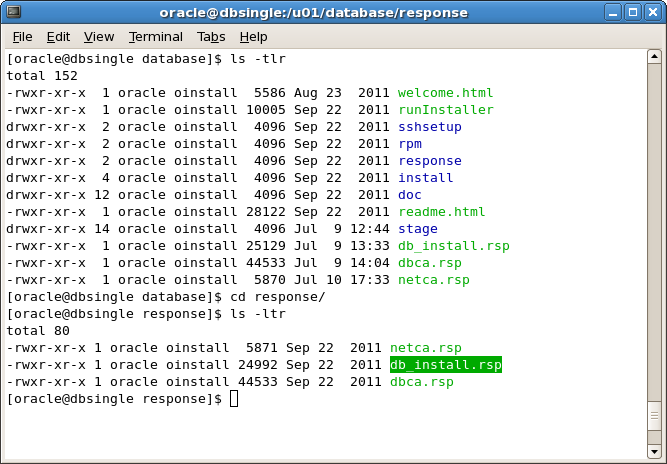 oracle@dbsingle:/u01/database/response
File Edit View Terminal Tabs Help
[oracle@dbsingle database]$ ls -tlr
total 152
-rwxr-xr-x  1 oracle oinstall  5586 Aug 23  2011 welcome.html
-rwxr-xr-x  1 oracle oinstall 10005 Sep 22  2011 runInstaller
drwxr-xr-x  2 oracle oinstall  4096 Sep 22  2011 sshsetup
drwxr-xr-x  2 oracle oinstall  4096 Sep 22  2011 rpm
drwxr-xr-x  2 oracle oinstall  4096 Sep 22  2011 response
drwxr-xr-x  4 oracle oinstall  4096 Sep 22  2011 install
drwxr-xr-x 12 oracle oinstall  4096 Sep 22  2011 doc
-rwxr-xr-x  1 oracle oinstall 28122 Sep 22  2011 readme.html
drwxr-xr-x 14 oracle oinstall  4096 Jul  9 12:44 stage
-rwxr-xr-x  1 oracle oinstall 25129 Jul  9 13:33 db_install.rsp
-rwxr-xr-x  1 oracle oinstall 44533 Jul  9 14:04 dbca.rsp
-rwxr-xr-x  1 oracle oinstall  5870 Jul 10 17:33 netca.rsp
[oracle@dbsingle database]$ cd response/
[oracle@dbsingle response]$ ls -ltr
total 80
-rwxr-xr-x 1 oracle oinstall  5871 Sep 22  2011 netca.rsp
-rwxr-xr-x 1 oracle oinstall 24992 Sep 22  2011 db_install.rsp
-rwxr-xr-x 1 oracle oinstall 44533 Sep 22  2011 dbca.rsp
[oracle@dbsingle response]$